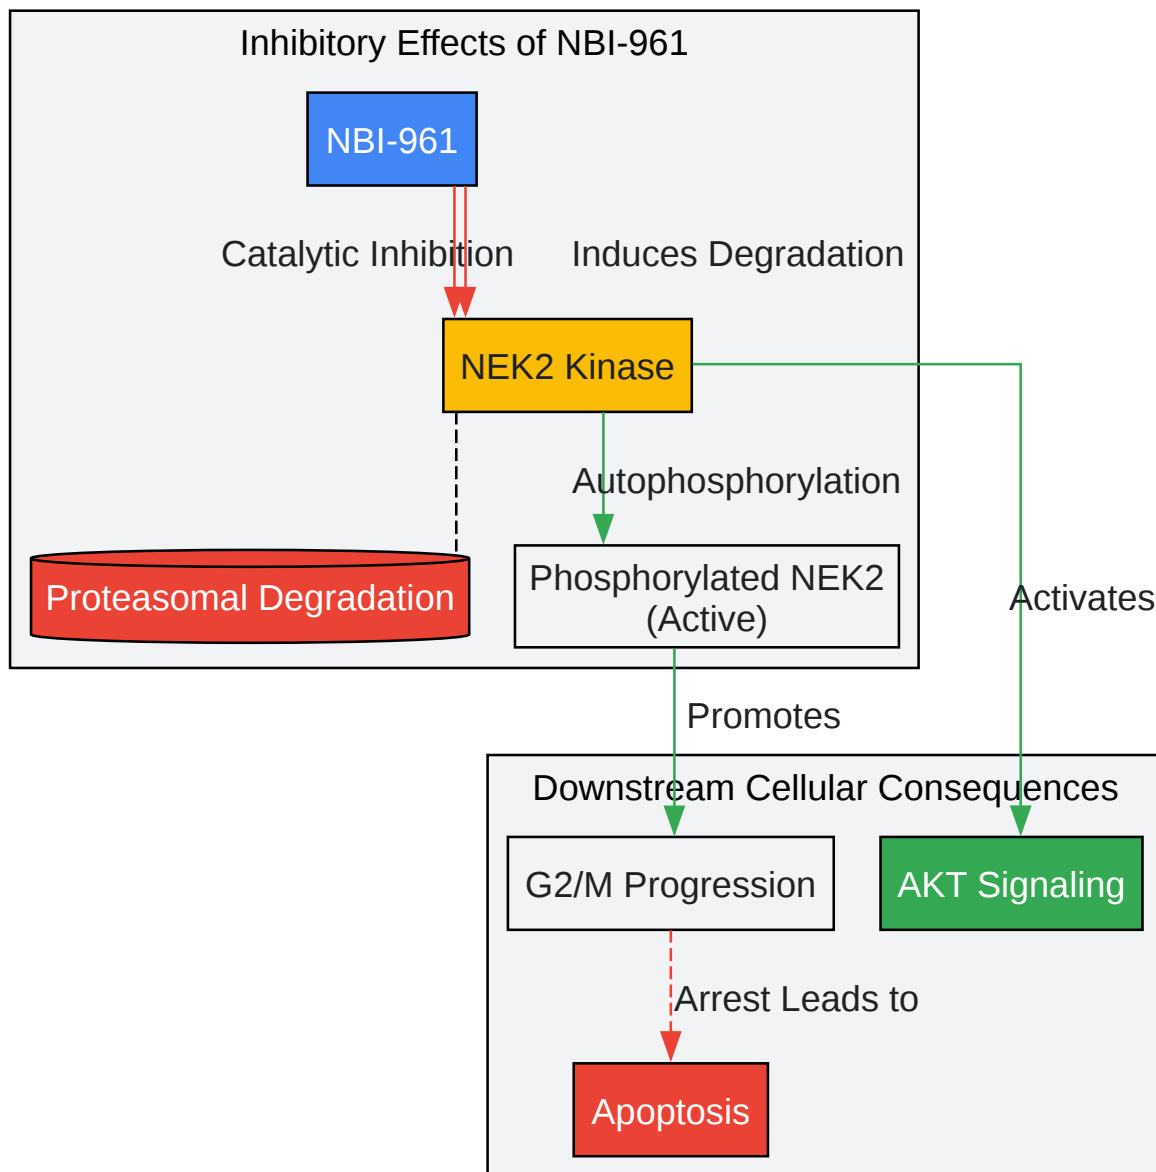 Inhibitory Effects of NBI-961
NBI-961
Catalytic Inhibition
Induces Degradation
NEK2 Kinase
Autophosphorylation
Proteasomal Degradation
Phosphorylated NEK2
(Active)
Activates
Promotes
Downstream Cellular Consequences
G2/M Progression
AKT Signaling
Arrest Leads to
Apoptosis